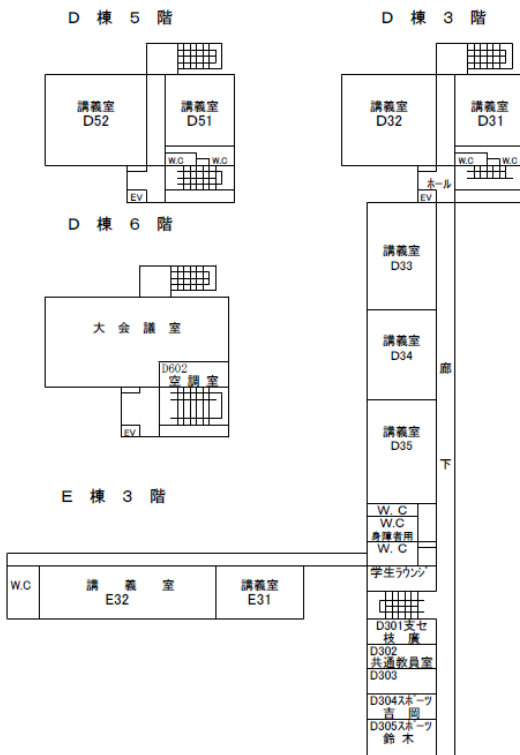 D 棟 5 階
講義室
D52
講義室
D51
W.C
W.C
EV
D 棟 6 階
大 会 議 室
D602
空 調 室
EV
D 棟 3 階
講義室
D32
講義室
D31
W.C
W.C
ホール
EV
講義室
D33
講義室
D34
講義室
D35
廊
下
W. C
W.C
身障者用
W. C
学生ラウンジ
E 棟 3 階
W.C
講 義 室
E32
講義室
E31
D301支セ
枝 廣
D302
共通教員室
D303
D304スポーツ
吉 岡
D305スポーツ
鈴 木